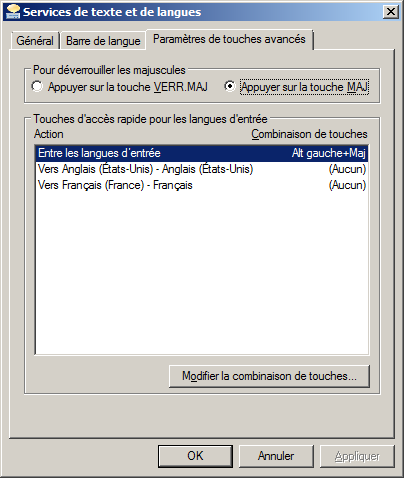 Services de texte et de langues
Général Barre de langue Paramètres de touches avancés
Pour déverrouiller les majuscules
Appuyer sur la touche VERR.MAJ Appuyer sur la touche MAJ
Touches d'accès rapide pour les langues d'entrée
Action Combinaison de touches
Entre les langues d'entrée Alt gauche+Maj
Vers Anglais (États-Unis) - Anglais (États-Unis) (Aucun)
Vers Français (France) - Français (Aucun)
Modifier la combinaison de touches...
OK Annuler Appliquer